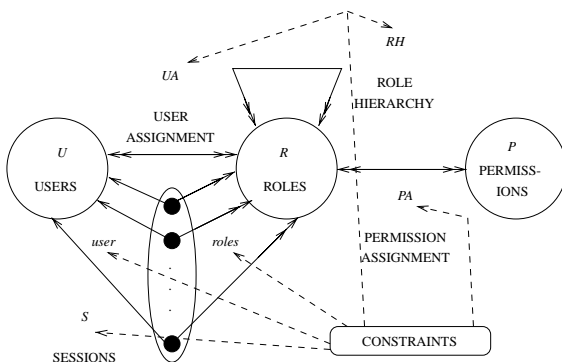 RH
UA
ROLE
HIERARCHY
USER
ASSIGNMENT
U
USERS
R
ROLES
P
PERMISS-
IONS
PA
user
roles
PERMISSION
ASSIGNMENT
S
SESSIONS
CONSTRAINTS